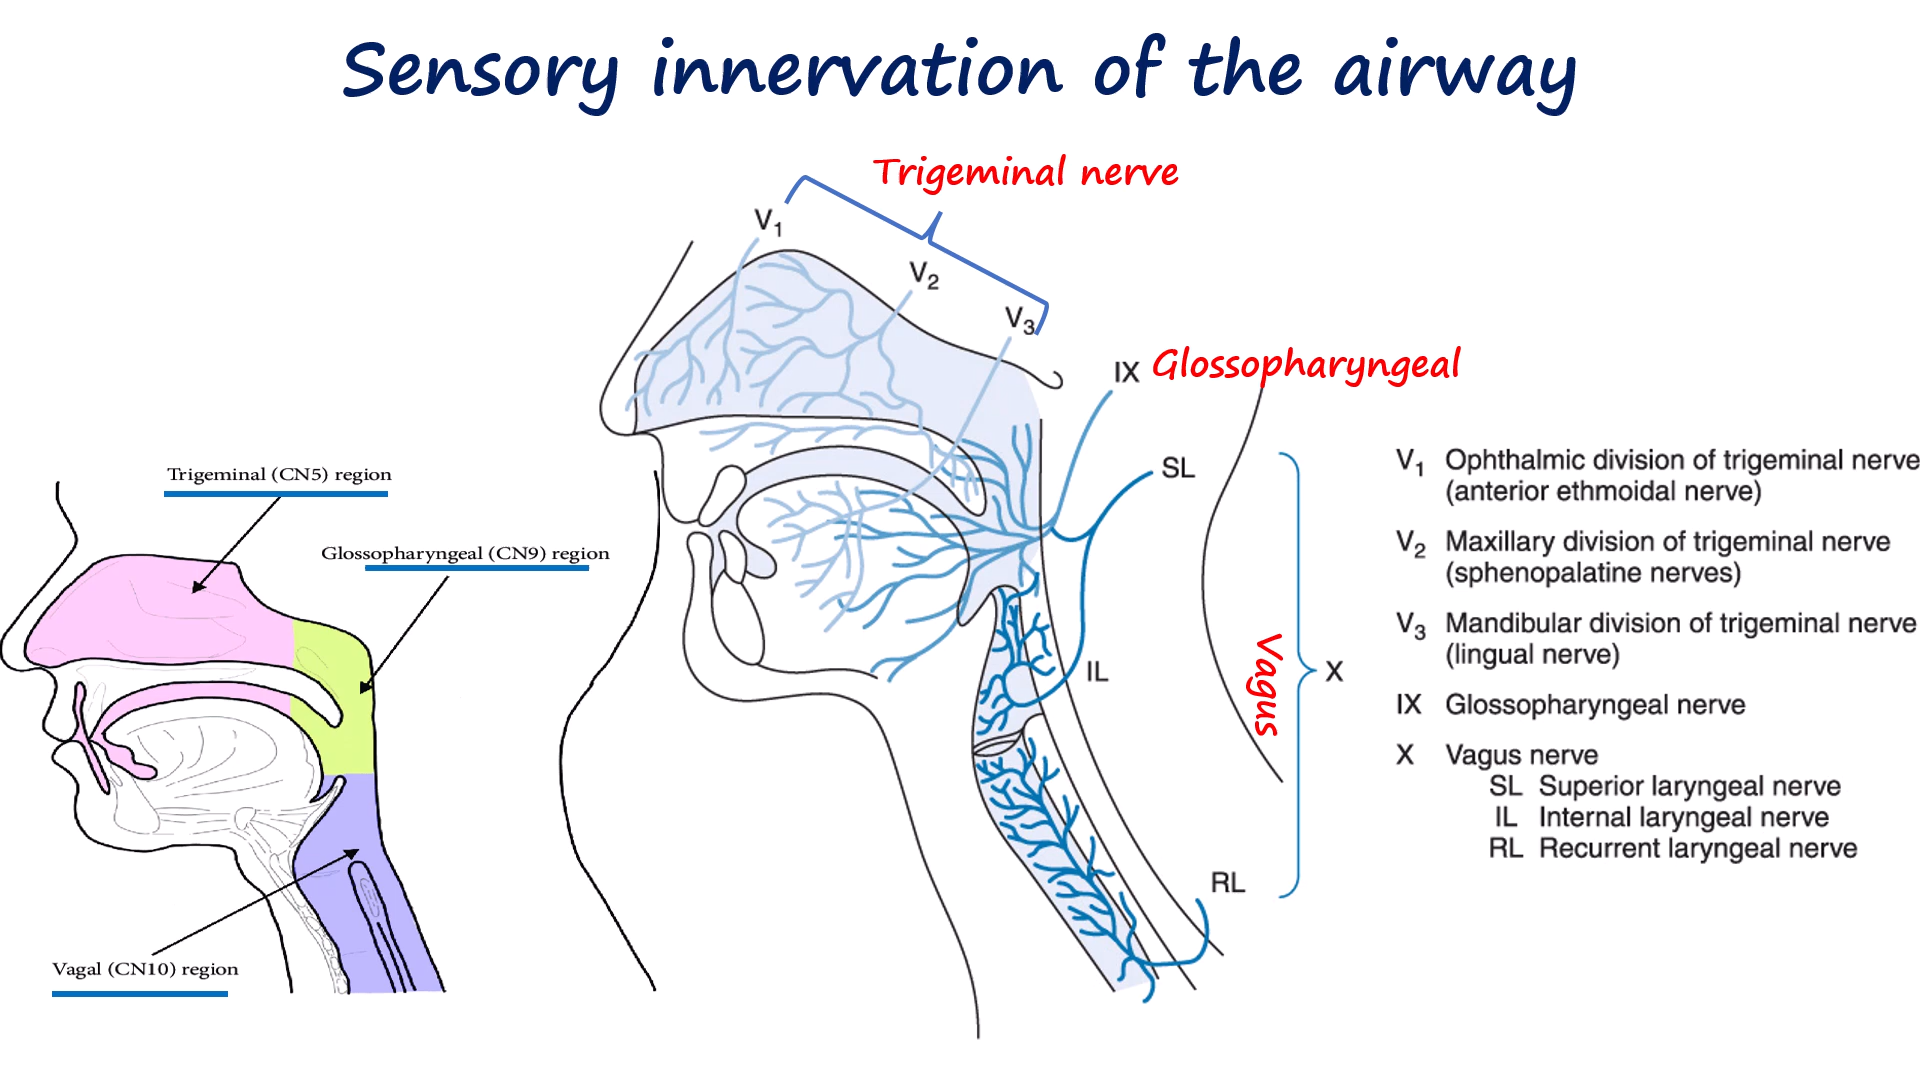 Sensory innervation of the airway
Trigeminal nerve
V1
V2
V3
IX Glossopharyngeal
SL
IL
RL
Vagus
X
Trigeminal (CN5) region
Glossopharyngeal (CN9) region
Vagal (CN10) region
V1 Ophthalmic division of trigeminal nerve
(anterior ethmoidal nerve)
V2 Maxillary division of trigeminal nerve
(sphenopalatine nerves)
V3 Mandibular division of trigeminal nerve
(lingual nerve)
IX Glossopharyngeal nerve
X Vagus nerve
SL Superior laryngeal nerve
IL Internal laryngeal nerve
RL Recurrent laryngeal nerve